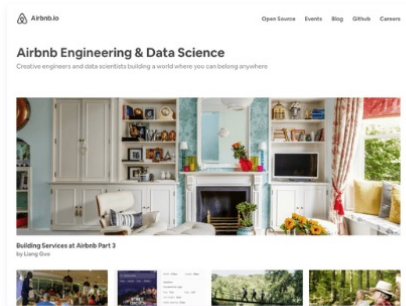 Airbnb.io
Open Source Events Blog Github Careers
Airbnb Engineering & Data Science
Creative engineers and data scientists building a world where you can belong anywhere
Building Services at Airbnb Part 3
by Liang Guo